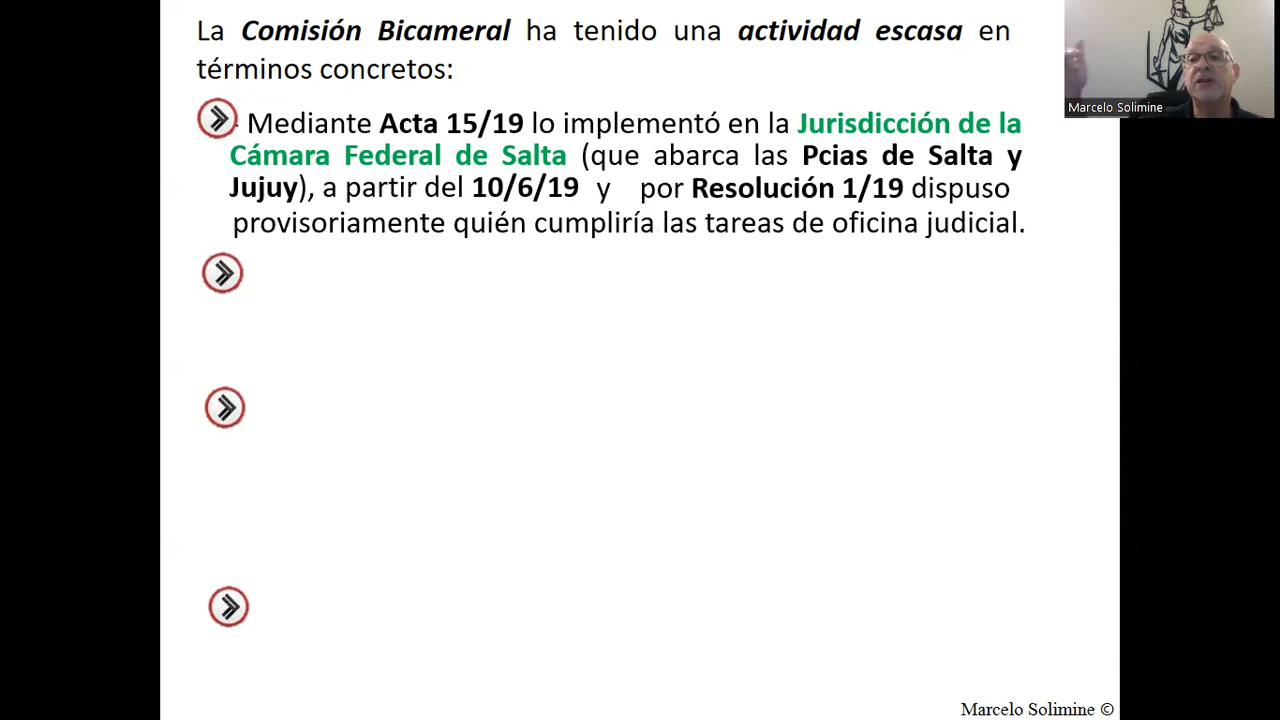 La Comisión Bicameral ha tenido una actividad escasa en
términos concretos:
Marcelo Solimine
Mediante Acta 15/19 lo implementó en la Jurisdicción de la
Cámara Federal de Salta (que abarca las Pcias de Salta y
Jujuy), a partir del 10/6/19 y por Resolución 1/19 dispuso
provisoriamente quién cumpliría las tareas de oficina judicial.
Marcelo Solimine ©